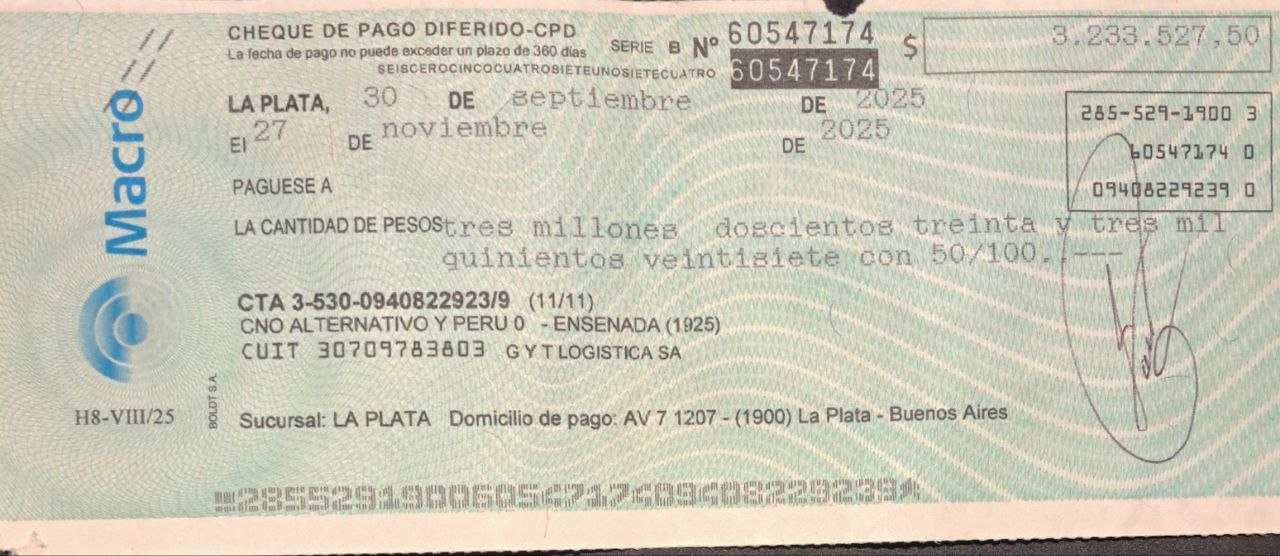 CHEQUE DE PAGO DIFERIDO-CPD
La fecha de pago no puede exceder un plazo de 360 días SERIE B Nº 60547174 $ 3.233.527,50
SEISCEROCINCOCUATROSIETEUNOSIETECUATRO 60547174
LA PLATA, 30 DE septiembre DE 2025
El 27 DE noviembre DE 2025
285-529-1900 3
60547174 0
09408229239 0
PAGUESE A
LA CANTIDAD DE PESOS tres millones doscientos treinta y tres mil
quinientos veintisiete con 50/100..---
CTA 3-530-0940822923/9 (11/11)
CNO ALTERNATIVO Y PERU 0 - ENSENADA (1925)
CUIT 30709783803 G Y T LOGISTICA SA
Sucursal: LA PLATA Domicilio de pago: AV 7 1207 - (1900) La Plata - Buenos Aires
Macro
H8-VIII/25
BOLDT S.A.
28552919006054717409408229239